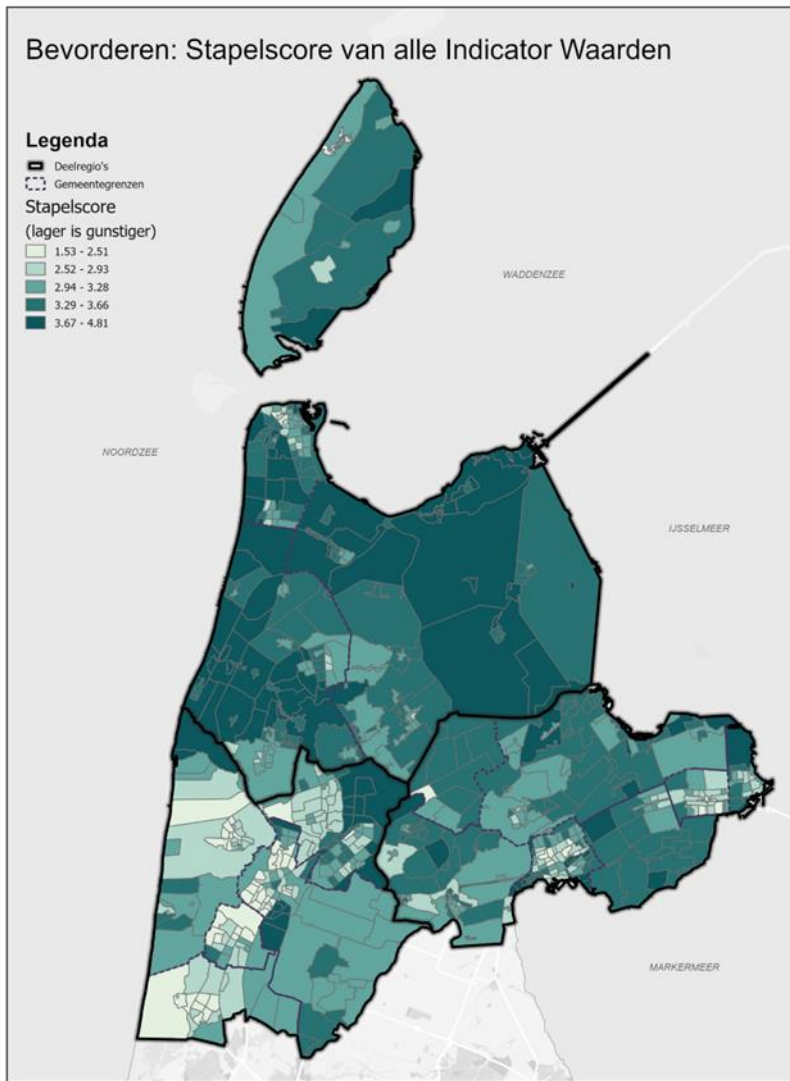 Bevorderen: Stapelscore van alle Indicator Waarden
Legenda
Deelregio's
Gemeentegrenzen
Stapelscore
(lager is gunstiger)
1.53 - 2.51
2.52 - 2.93
2.94 - 3.28
3.29 - 3.66
3.67 - 4.81
WADDENZEE
NOORDZEE
IJSSELMEER
MARKERMEER